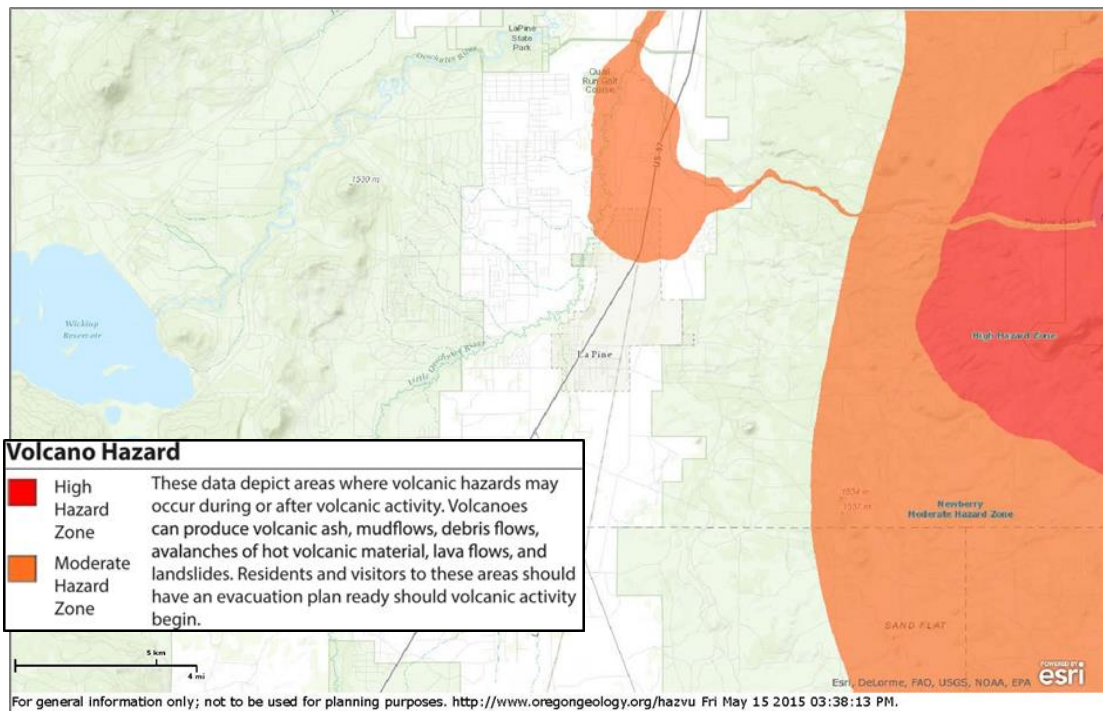 LaPine
State
Park
Deschutes River
Quail
Run Golf
Course
US-97
1530 m
Paulina Creek
Wickiup
Reservoir
High Hazard Zone
La Pine
Little Deschutes River
Volcano Hazard
High
Hazard
Zone
Moderate
Hazard
Zone
These data depict areas where volcanic hazards may
occur during or after volcanic activity. Volcanoes
can produce volcanic ash, mudflows, debris flows,
avalanches of hot volcanic material, lava flows, and
landslides. Residents and visitors to these areas should
have an evacuation plan ready should volcanic activity
begin.
Newberry
Moderate Hazard Zone
SAND FLAT
5 km
4 mi
POWERED BY
esri
Esri, DeLorme, FAO, USGS, NOAA, EPA
For general information only; not to be used for planning purposes. http://www.oregongeology.org/hazvu Fri May 15 2015 03:38:13 PM.